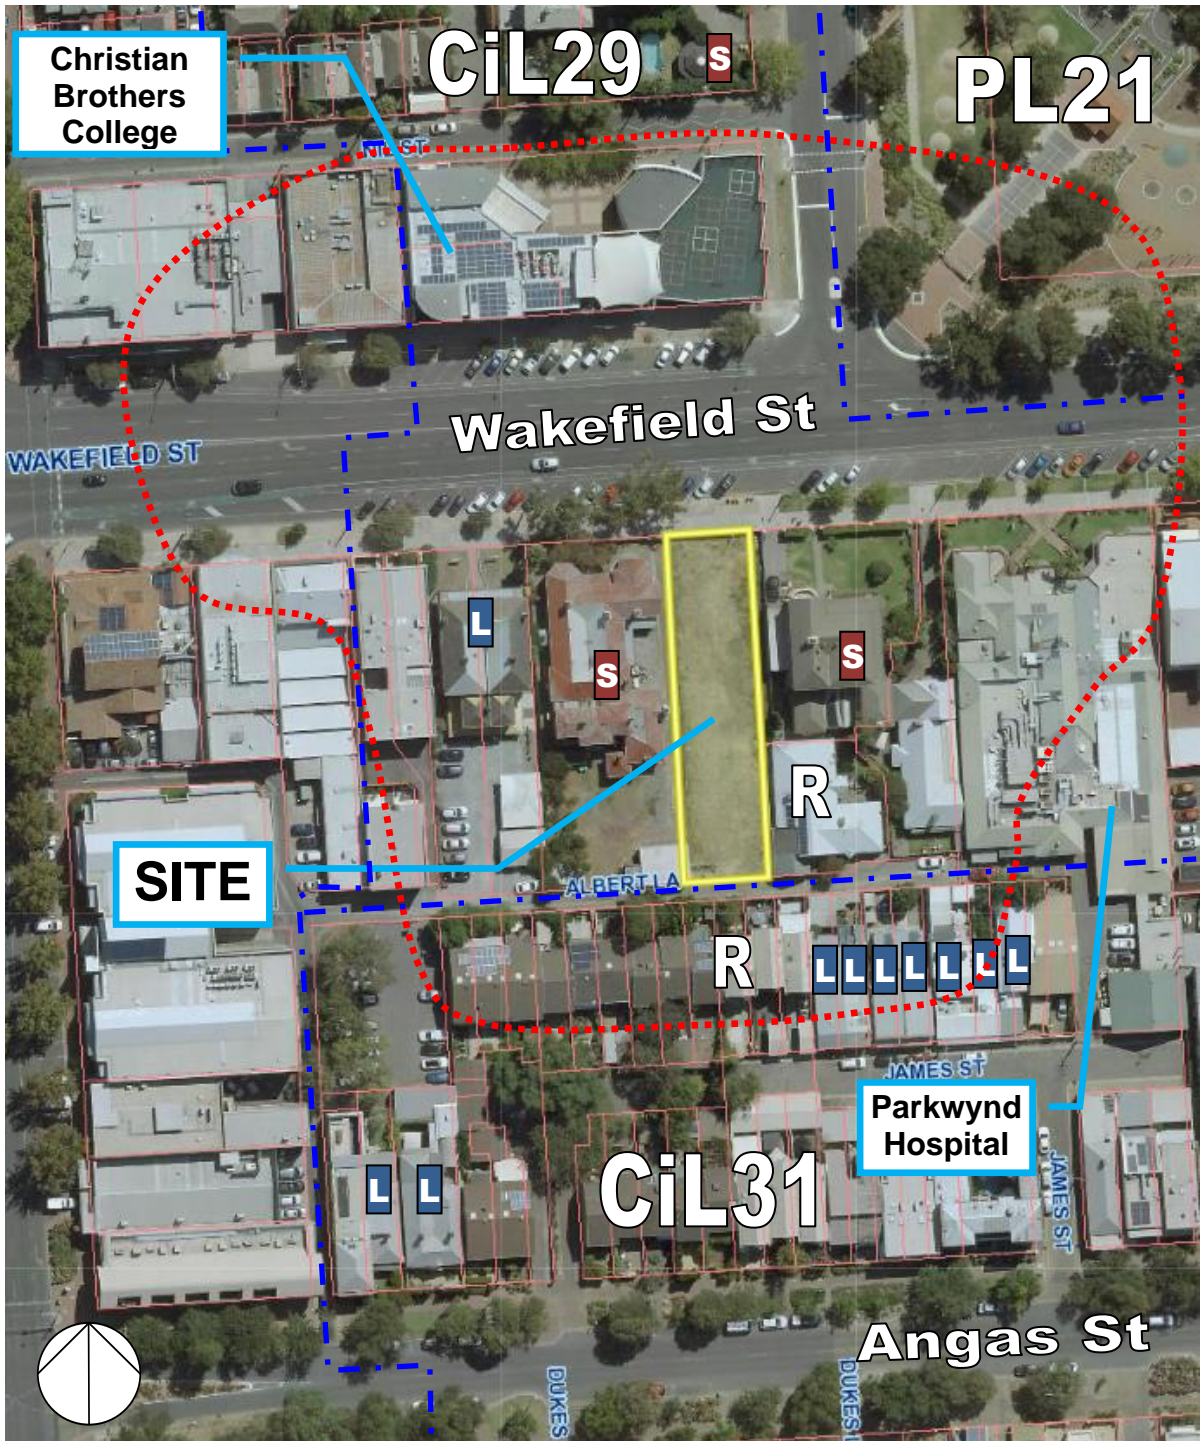 Christian
Brothers
College
CiL29
S
PL21
Wakefield St
WAKEFIELD ST
L
S
S
R
SITE
ALBERT LA
R
L
L
L
L
L
L
L
JAMES ST
Parkwynd
Hospital
L
L
CiL31
JAMES ST
Angas St
DUKES
DUKES